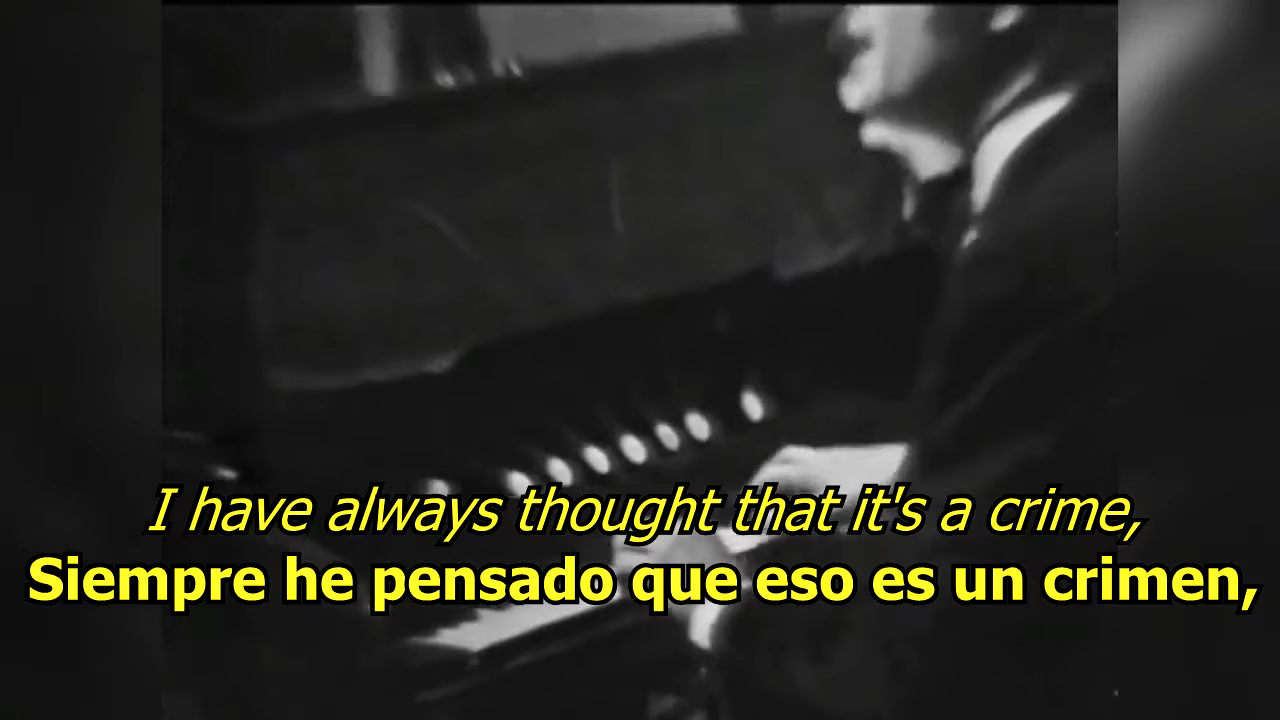 I have always thought that it's a crime,
Siempre he pensado que eso es un crimen,